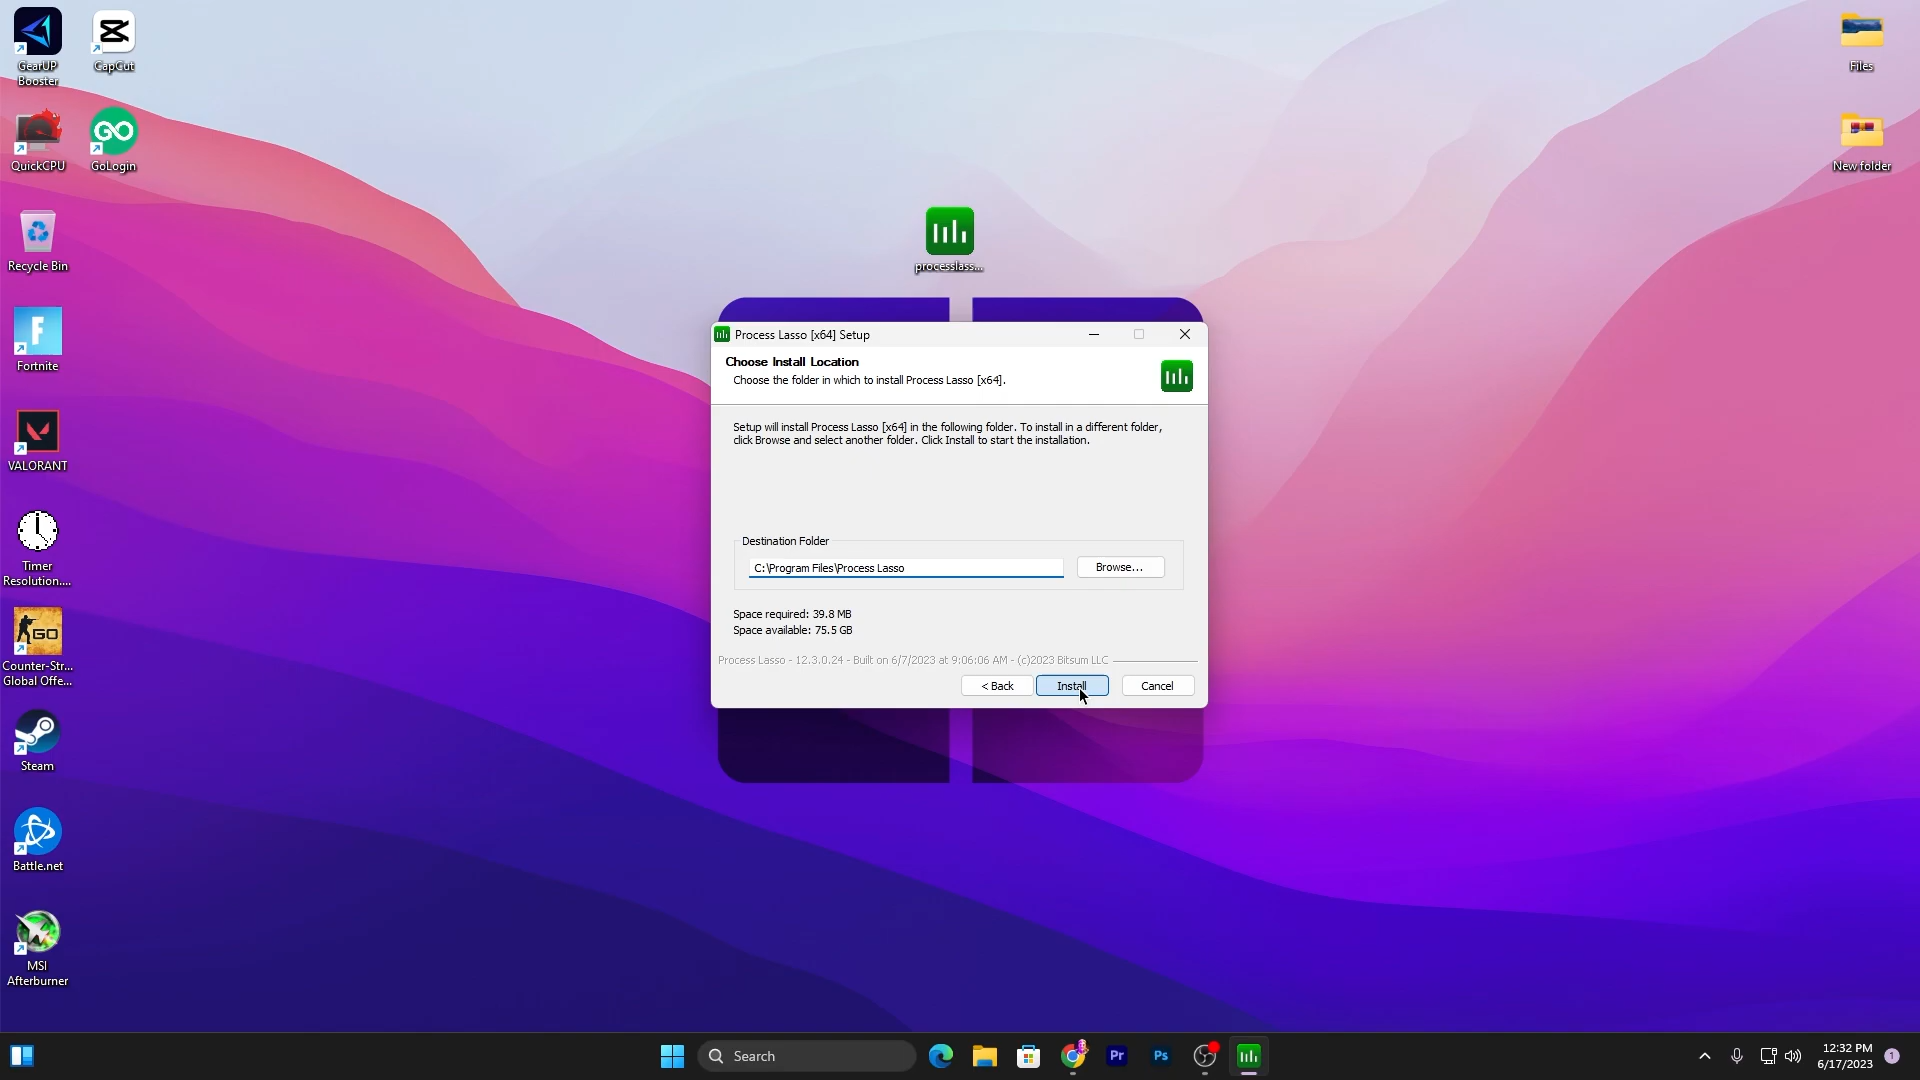 GearUP
Booster
CapCut
QuickCPU
GO
GoLogin
Recycle Bin
F
Fortnite
VALORANT
Timer
Resolution....
GO
Counter-Str...
Global Offe...
Steam
Battle.net
MSI
Afterburner
Files
New folder
processlass...
Process Lasso [x64] Setup
Choose Install Location
Choose the folder in which to install Process Lasso [x64].
Setup will install Process Lasso [x64] in the following folder. To install in a different folder,
click Browse and select another folder. Click Install to start the installation.
Destination Folder
C:\Program Files\Process Lasso
Browse...
Space required: 39.8 MB
Space available: 75.5 GB
Process Lasso - 12.3.0.24 - Built on 6/7/2023 at 9:06:06 AM - (c)2023 Bitsum LLC
< Back
Install
Cancel
Search
Pr
Ps
12:32 PM
6/17/2023
1